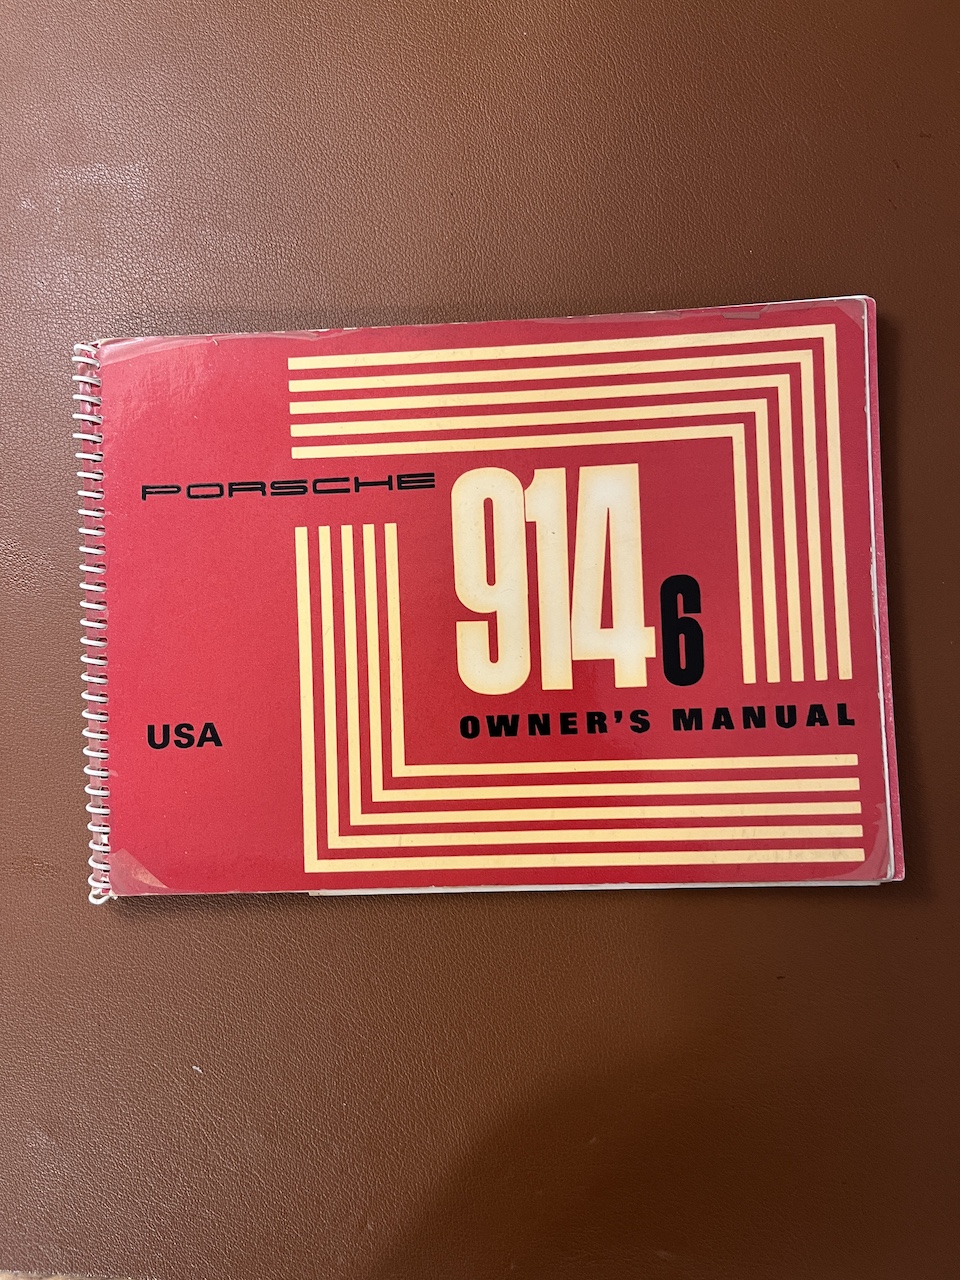 PORSCHE
914 6
OWNER'S MANUAL
USA